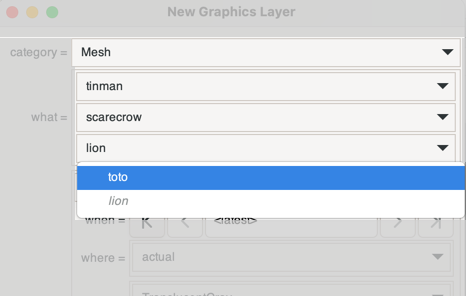 New Graphics Layer
category = Mesh
tinman
what = scarecrow
lion
toto
lion
when = <latest>
where = actual
TranslucentGray